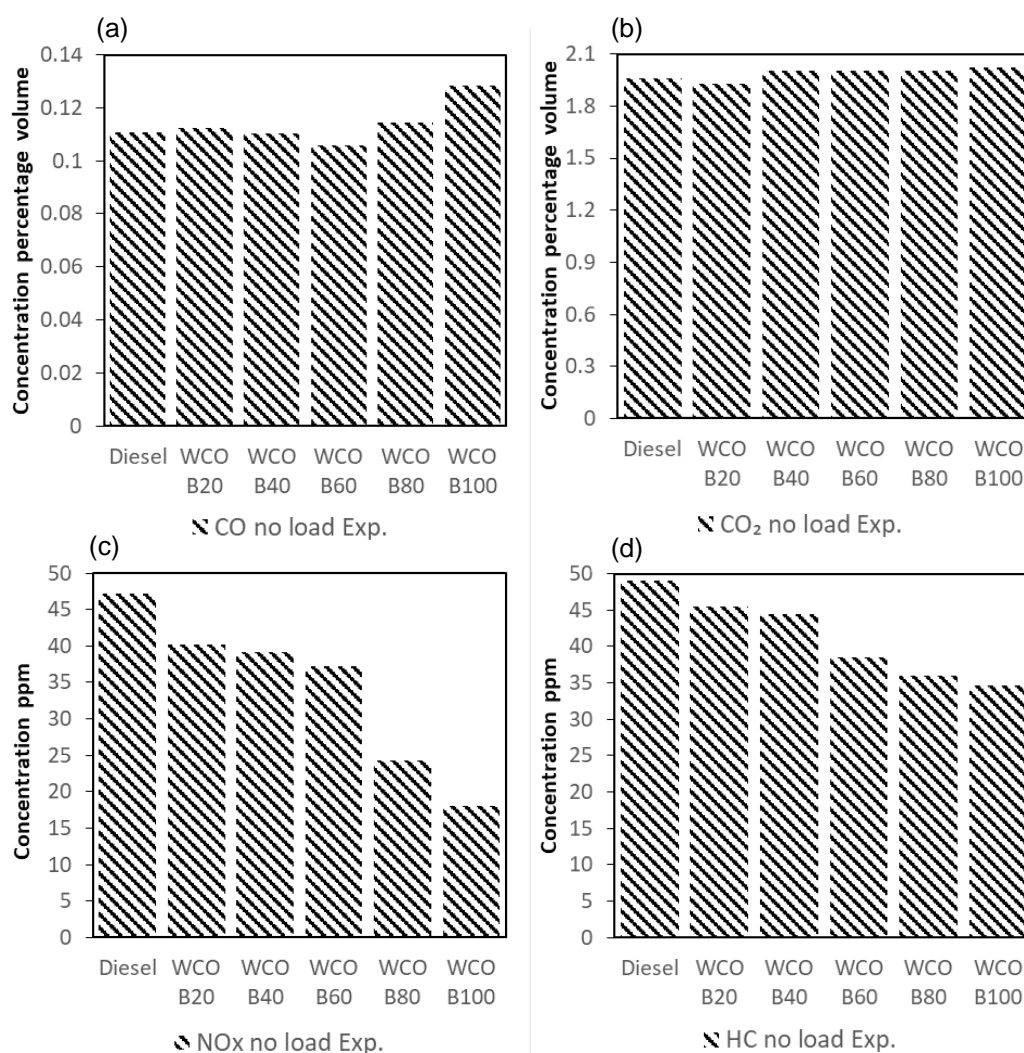 (a)
Concentration percentage volume
0.14
0.12
0.1
0.08
0.06
0.04
0.02
0
Diesel WCO WCO WCO WCO WCO
B20 B40 B60 B80 B100
CO no load Exp.
(b)
Concentration percentage volume
2.1
1.8
1.5
1.2
0.9
0.6
0.3
0
Diesel WCO WCO WCO WCO WCO
B20 B40 B60 B80 B100
CO₂ no load Exp.
(c)
Concentration ppm
50
45
40
35
30
25
20
15
10
5
0
Diesel WCO WCO WCO WCO WCO
B20 B40 B60 B80 B100
NOx no load Exp.
(d)
Concentration ppm
50
45
40
35
30
25
20
15
10
5
0
Diesel WCO WCO WCO WCO WCO
B20 B40 B60 B80 B100
HC no load Exp.